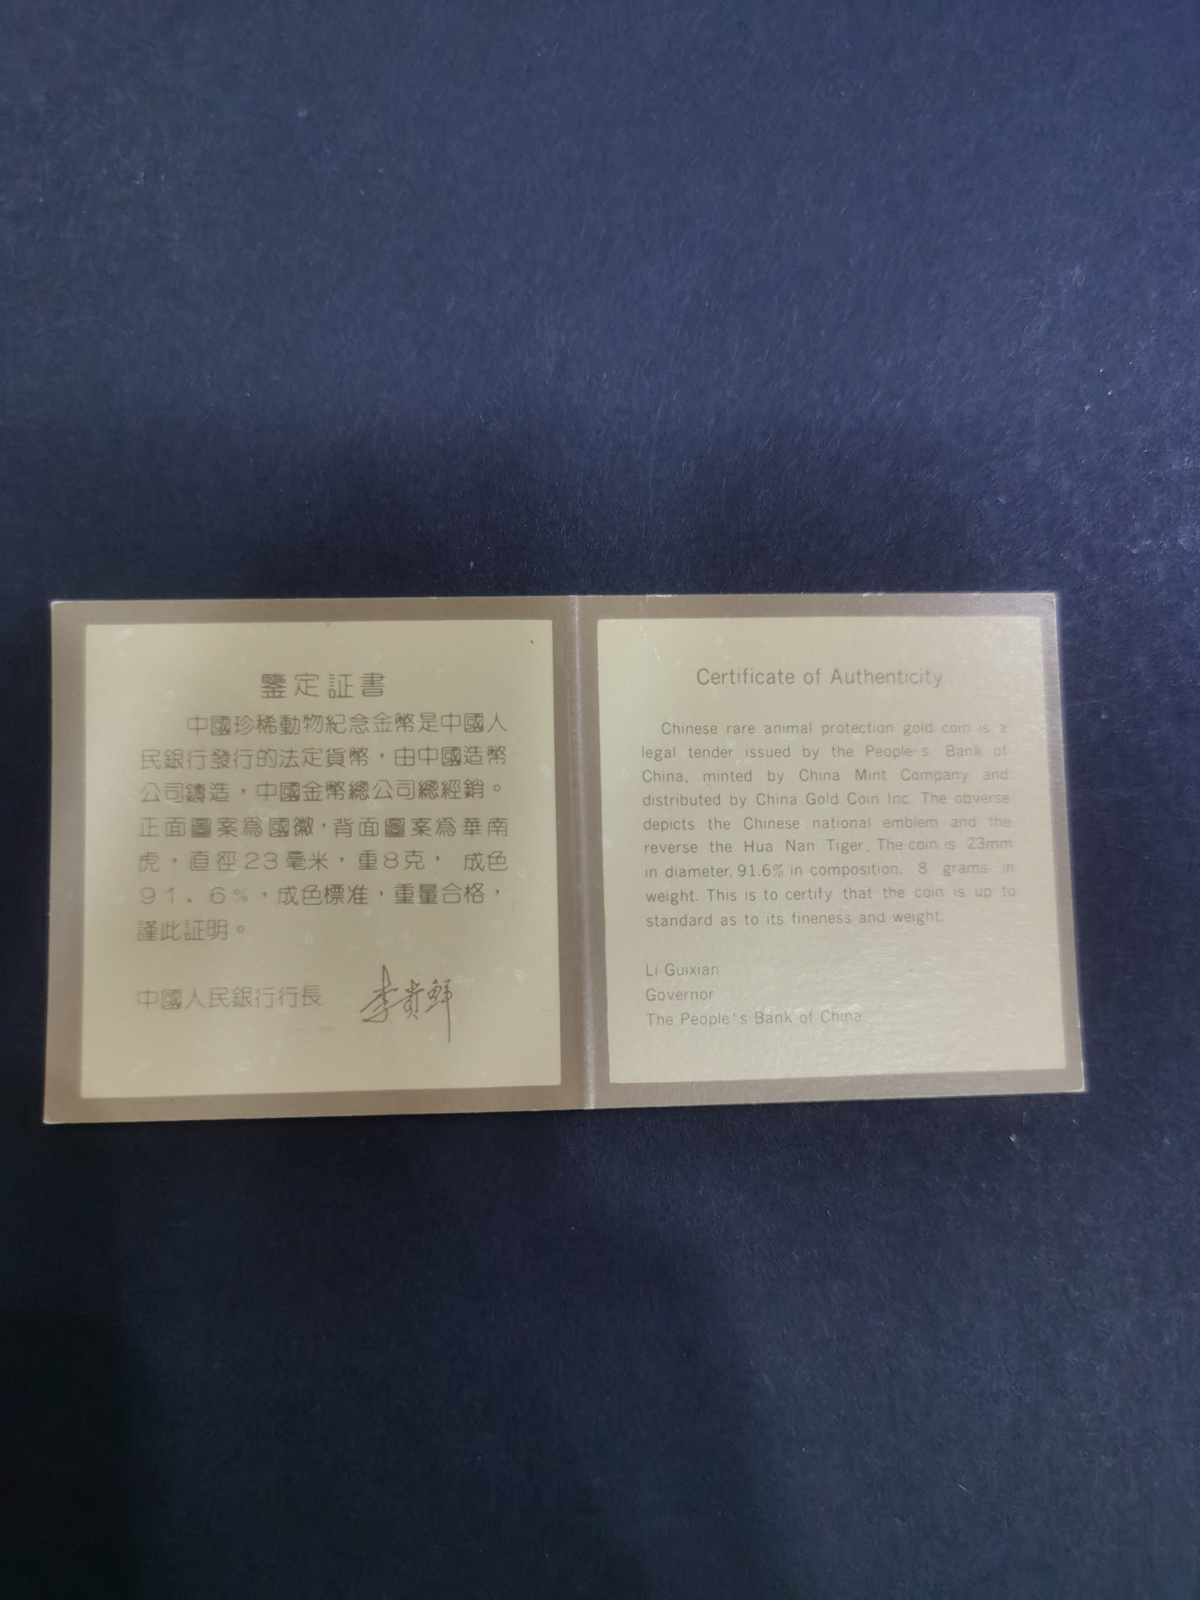 鑒定証書
中國珍稀動物紀念金幣是中國人
民銀行發行的法定貨幣，由中國造幣
公司鑄造，中國金幣總公司總經銷。
正面圖案爲國徽，背面圖案爲華南
虎，直徑23毫米，重8克， 成色
91、6%，成色標准，重量合格，
謹此証明。
中國人民銀行行長 李貴鮮
Certificate of Authenticity
Chinese rare animal protection gold coin is a
legal tender issued by the People's Bank of
China, minted by China Mint Company and
distributed by China Gold Coin Inc. The obverse
depicts the Chinese national emblem and the
reverse the Hua Nan Tiger. The coin is 23mm
in diameter. 91.6% in composition. 8 grams in
weight. This is to certify that the coin is up to
standard as to its fineness and weight.
Li Guixian
Governor
The People's Bank of China